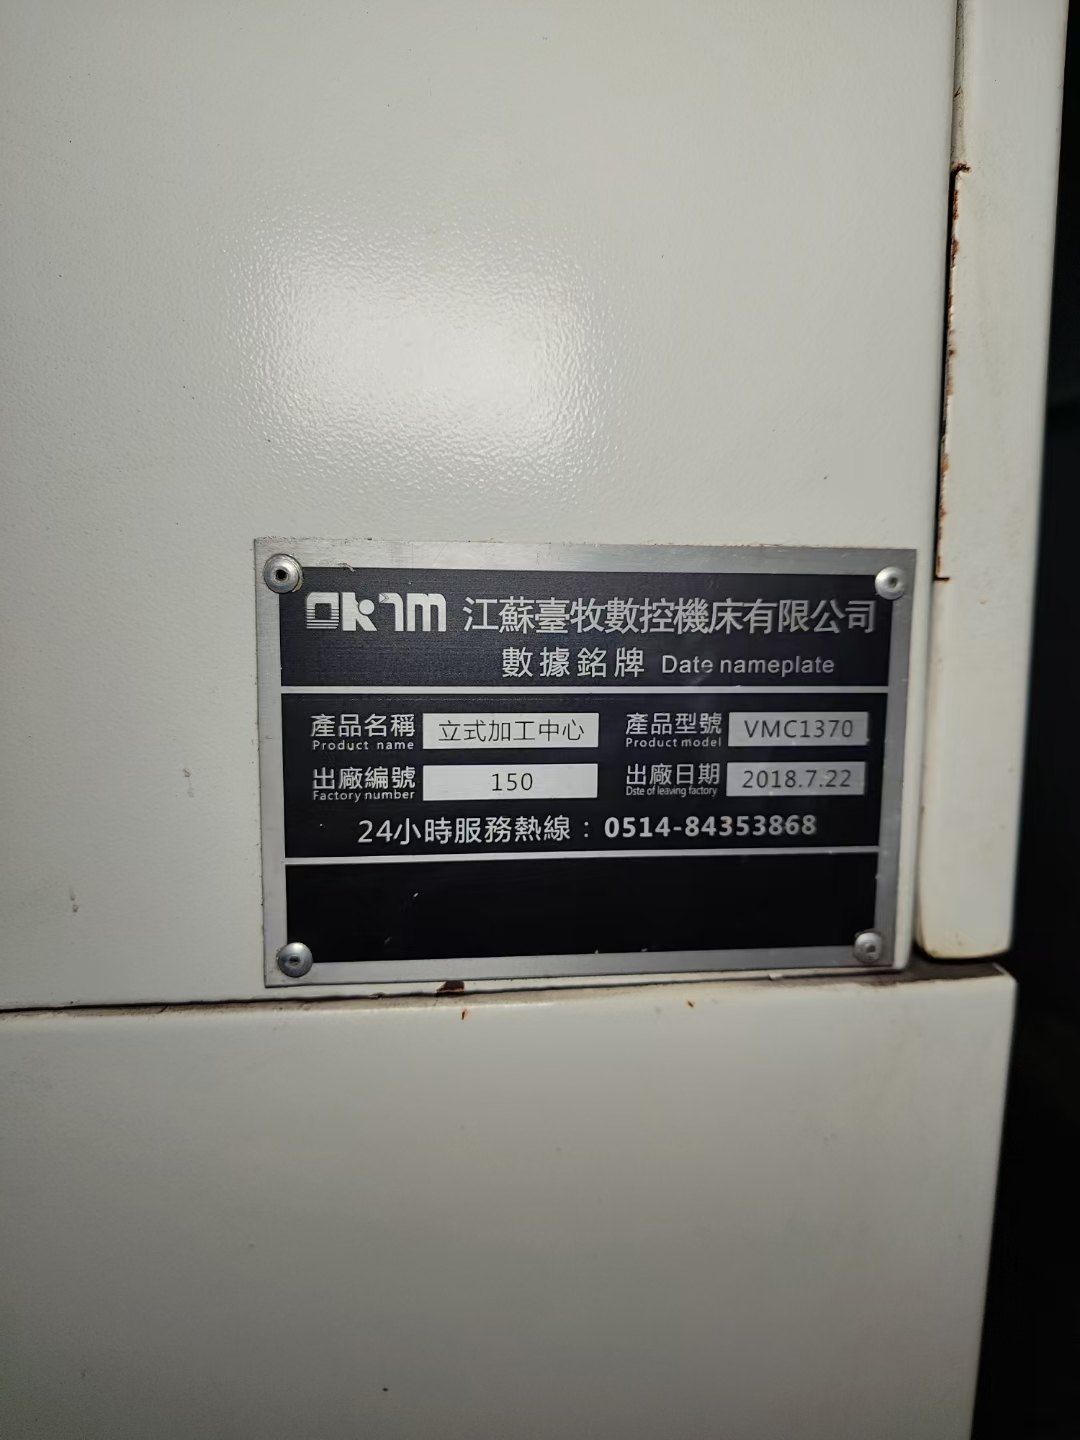 OKIM 江蘇臺牧數控機床有限公司
數據銘牌 Date nameplate
產品名稱 立式加工中心 產品型號 VMC1370
Product name Product model
出廠編號 150 出廠日期 2018.7.22
Factory number Dste of leaving factory
24小時服務熱線：0514-84353868